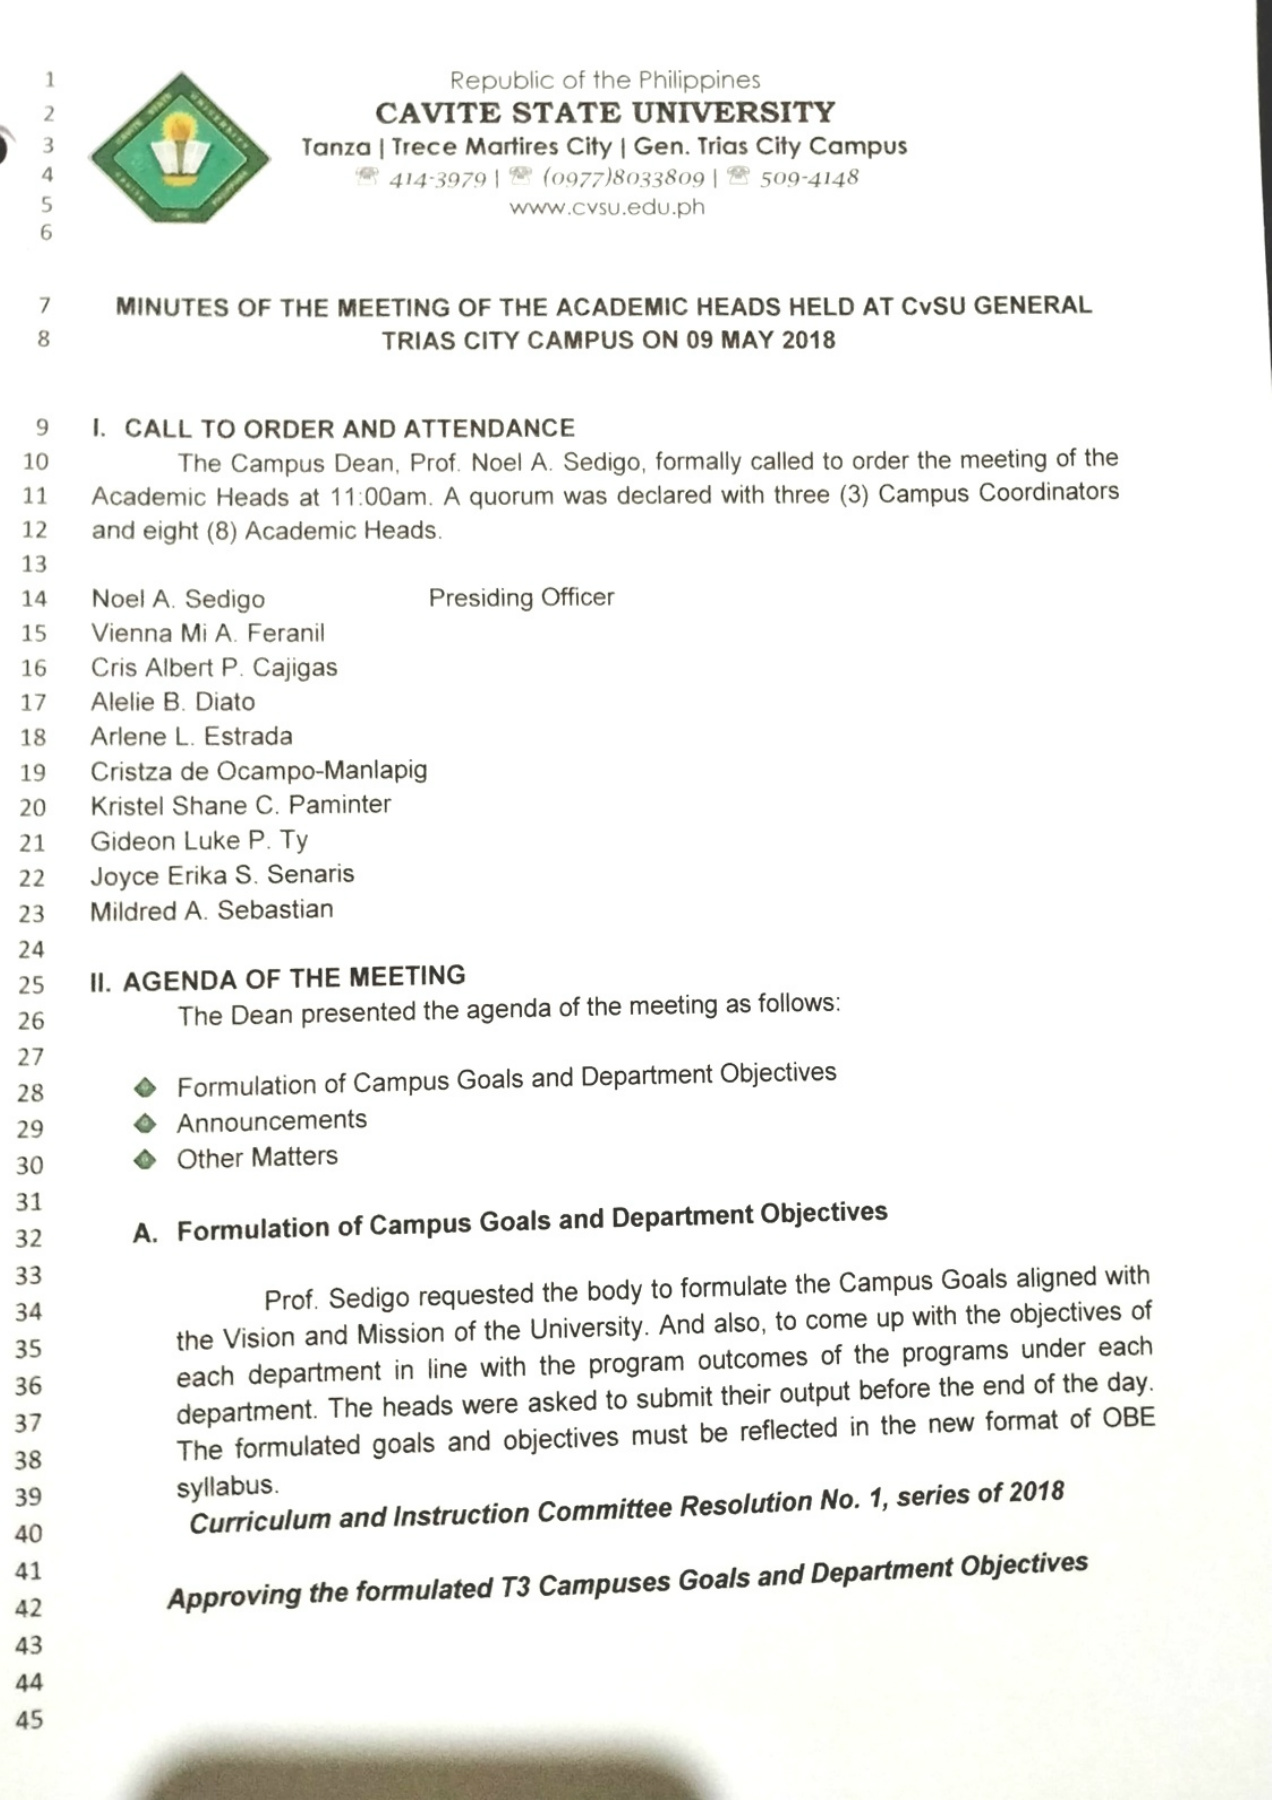 1 Republic of the Philippines
2 CAVITE STATE UNIVERSITY
3 Tanza | Trece Martires City | Gen. Trias City Campus
4 ☏ 414-3979 | ☏ (0977)8033809 | ☏ 509-4148
5 www.cvsu.edu.ph
6
CAVITE STATE UNIVERSITY
CAVITE PHILIPPINES
7 MINUTES OF THE MEETING OF THE ACADEMIC HEADS HELD AT CvSU GENERAL
8 TRIAS CITY CAMPUS ON 09 MAY 2018
9 I. CALL TO ORDER AND ATTENDANCE
10 The Campus Dean, Prof. Noel A. Sedigo, formally called to order the meeting of the
11 Academic Heads at 11:00am. A quorum was declared with three (3) Campus Coordinators
12 and eight (8) Academic Heads.
13
14 Noel A. Sedigo Presiding Officer
15 Vienna Mi A. Feranil
16 Cris Albert P. Cajigas
17 Alelie B. Diato
18 Arlene L. Estrada
19 Cristza de Ocampo-Manlapig
20 Kristel Shane C. Paminter
21 Gideon Luke P. Ty
22 Joyce Erika S. Senaris
23 Mildred A. Sebastian
24
25 II. AGENDA OF THE MEETING
26 The Dean presented the agenda of the meeting as follows:
27
28 Formulation of Campus Goals and Department Objectives
29 Announcements
30 Other Matters
31
32 A. Formulation of Campus Goals and Department Objectives
33
34 Prof. Sedigo requested the body to formulate the Campus Goals aligned with
35 the Vision and Mission of the University. And also, to come up with the objectives of
36 each department in line with the program outcomes of the programs under each
37 department. The heads were asked to submit their output before the end of the day.
38 The formulated goals and objectives must be reflected in the new format of OBE
39 syllabus.
40 Curriculum and Instruction Committee Resolution No. 1, series of 2018
41
42 Approving the formulated T3 Campuses Goals and Department Objectives
43
44
45